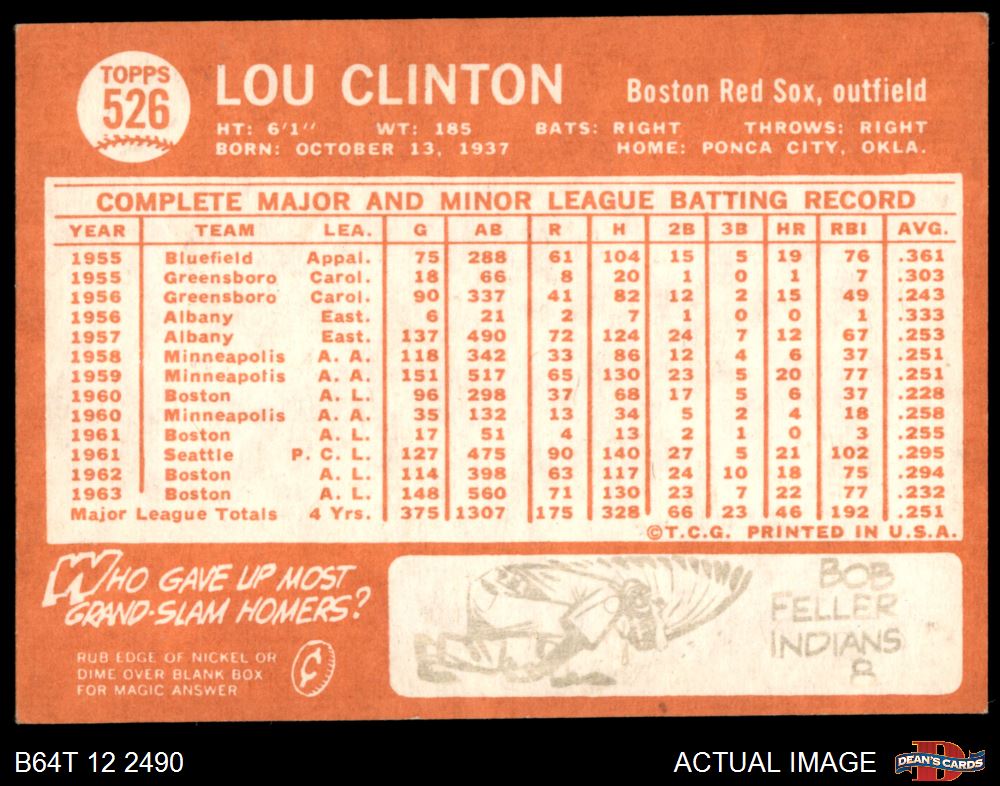 TOPPS
526
LOU CLINTON
Boston Red Sox, outfield
HT: 6'1" WT: 185 BATS: RIGHT THROWS: RIGHT
BORN: OCTOBER 13, 1937 HOME: PONCA CITY, OKLA.
COMPLETE MAJOR AND MINOR LEAGUE BATTING RECORD
YEAR TEAM LEA. G AB R H 2B 3B HR RBI AVG.
1955 Bluefield Appal. 75 288 61 104 15 5 19 76 .361
1955 Greensboro Carol. 18 66 8 20 1 0 1 7 .303
1956 Greensboro Carol. 90 337 41 82 12 2 15 49 .243
1956 Albany East. 6 21 2 7 1 0 0 1 .333
1957 Albany East. 137 490 72 124 24 7 12 67 .253
1958 Minneapolis A. A. 118 342 33 86 12 4 6 37 .251
1959 Minneapolis A. A. 151 517 65 130 23 5 20 77 .251
1960 Boston A. L. 96 298 37 68 17 5 6 37 .228
1960 Minneapolis A. A. 35 132 13 34 5 2 4 18 .258
1961 Boston A. L. 17 51 4 13 2 1 0 3 .255
1961 Seattle P. C. L. 127 475 90 140 27 5 21 102 .295
1962 Boston A. L. 114 398 63 117 24 10 18 75 .294
1963 Boston A. L. 148 560 71 130 23 7 22 77 .232
Major League Totals 4 Yrs. 375 1307 175 328 66 23 46 192 .251
©T.C.G. PRINTED IN U.S.A.
WHO GAVE UP MOST
GRAND-SLAM HOMERS?
RUB EDGE OF NICKEL OR
DIME OVER BLANK BOX
FOR MAGIC ANSWER
¢
BOB
FELLER
INDIANS
8
B64T 12 2490
ACTUAL IMAGE
D
DEAN'S CARDS